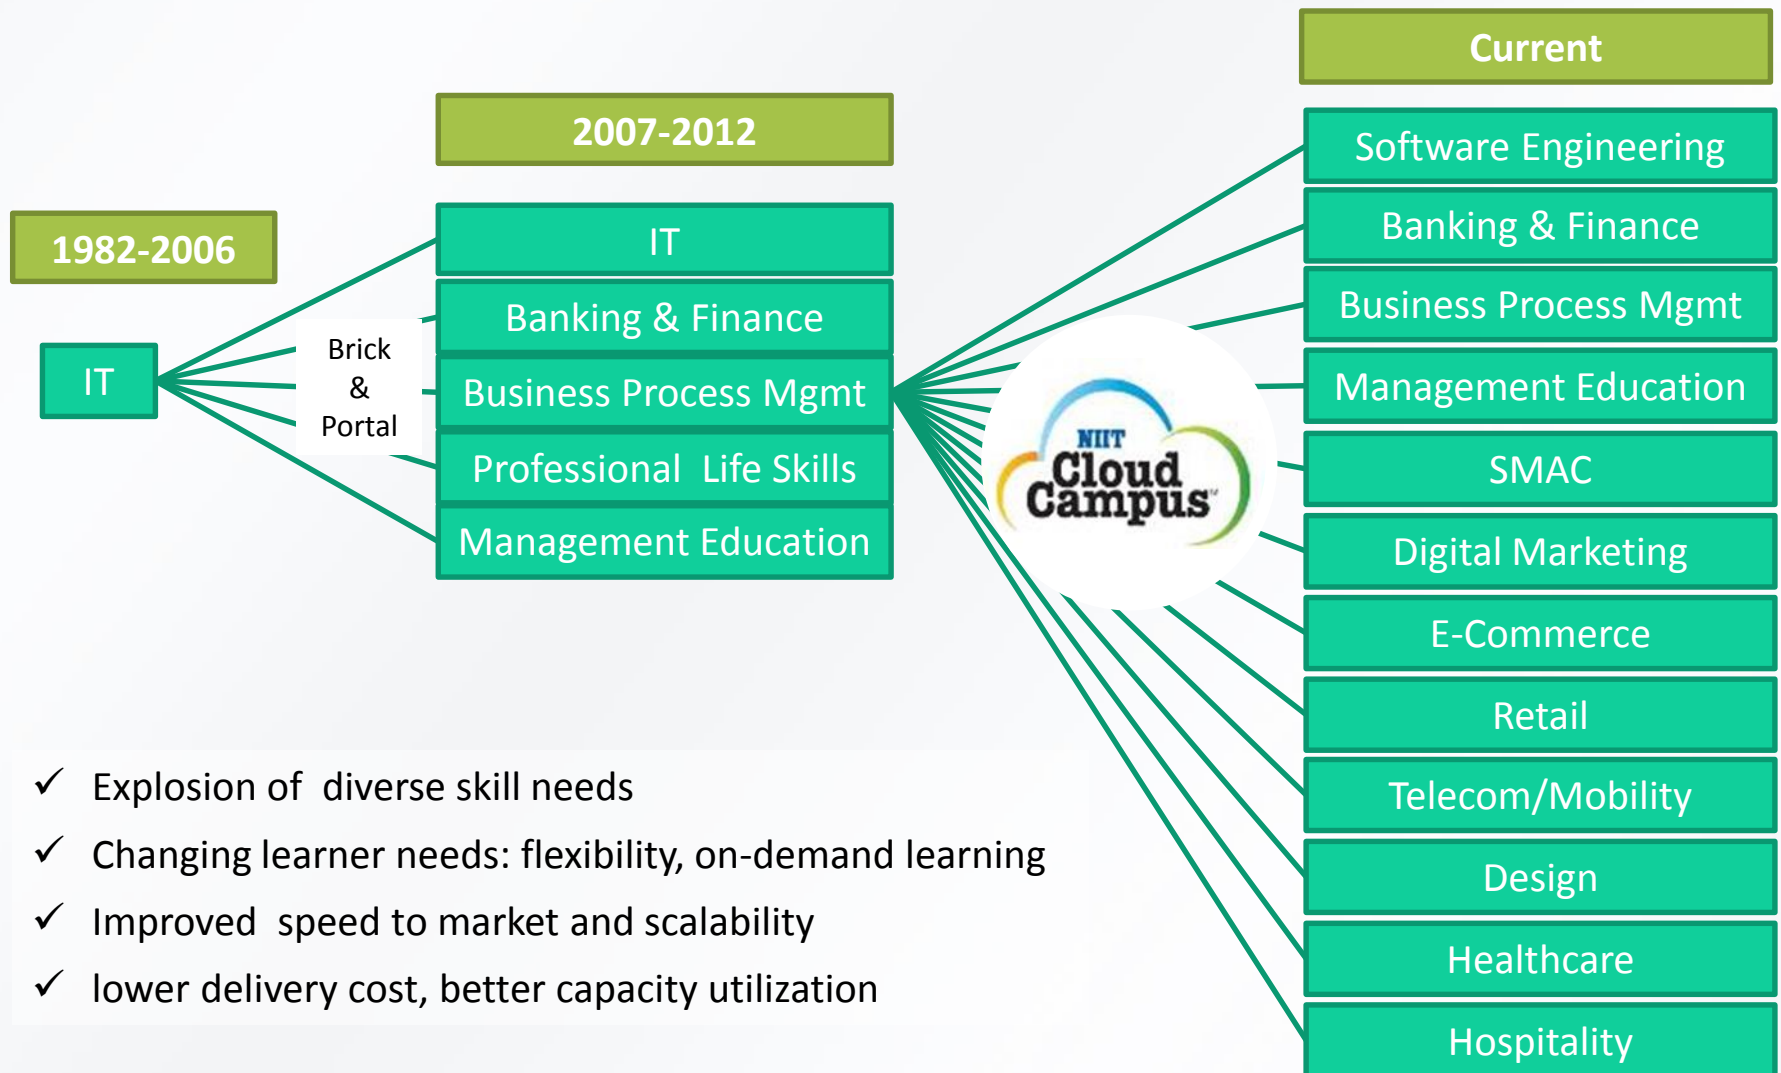 1982-2006
IT
Brick
&
Portal
2007-2012
IT
Banking & Finance
Business Process Mgmt
Professional Life Skills
Management Education
NIIT
Cloud
Campus
Current
Software Engineering
Banking & Finance
Business Process Mgmt
Management Education
SMAC
Digital Marketing
E-Commerce
Retail
Telecom/Mobility
Design
Healthcare
Hospitality
✓ Explosion of diverse skill needs
✓ Changing learner needs: flexibility, on-demand learning
✓ Improved speed to market and scalability
✓ lower delivery cost, better capacity utilization